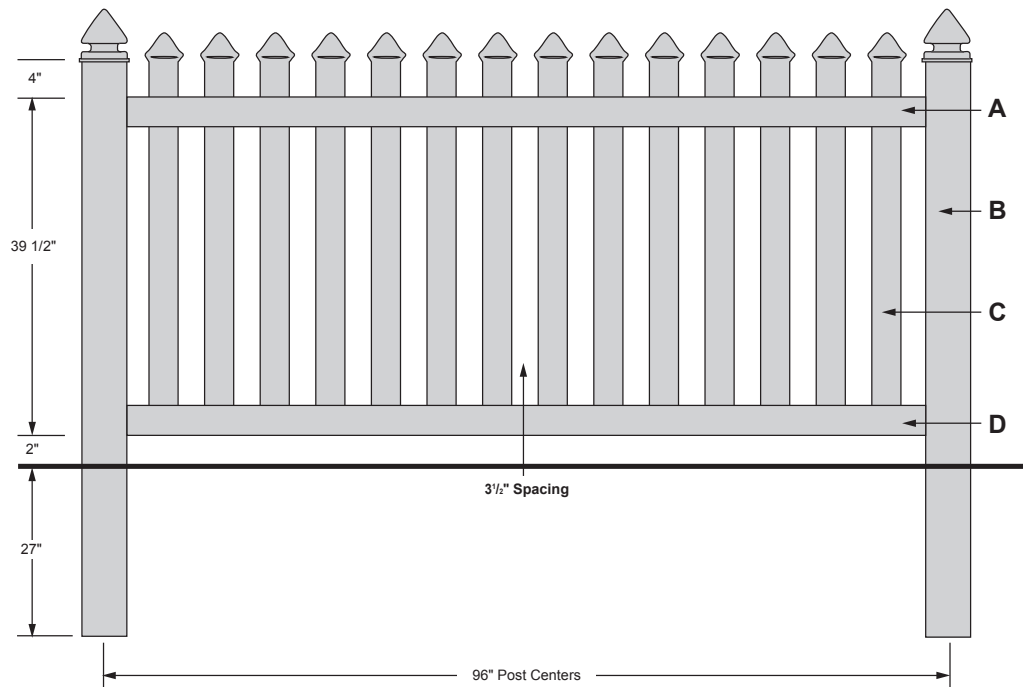 4"
A
B
39 1/2"
C
D
2"
3½" Spacing
27"
96" Post Centers